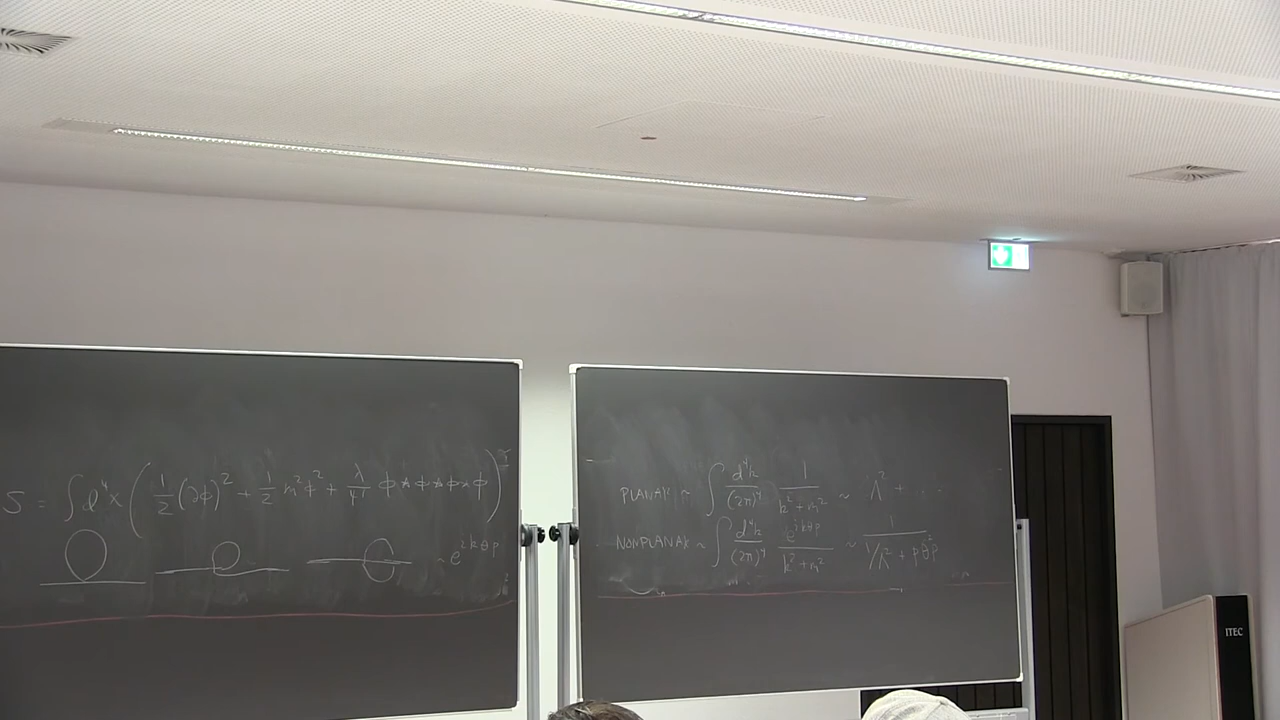 S = ∫d⁴x ( 1/2 (∂φ)² + 1/2 m²φ² + λ/4! φ⋆φ⋆φ⋆φ )
~ e^{ikθp}
PLANAR ~ ∫ d⁴k/(2π)⁴ 1/(k²+m²) ~ Λ² + ...
NONPLANAR ~ ∫ d⁴k/(2π)⁴ e^{ikθp}/(k²+m²) ~ 1/(1/Λ² + pθ²p)
ITEC